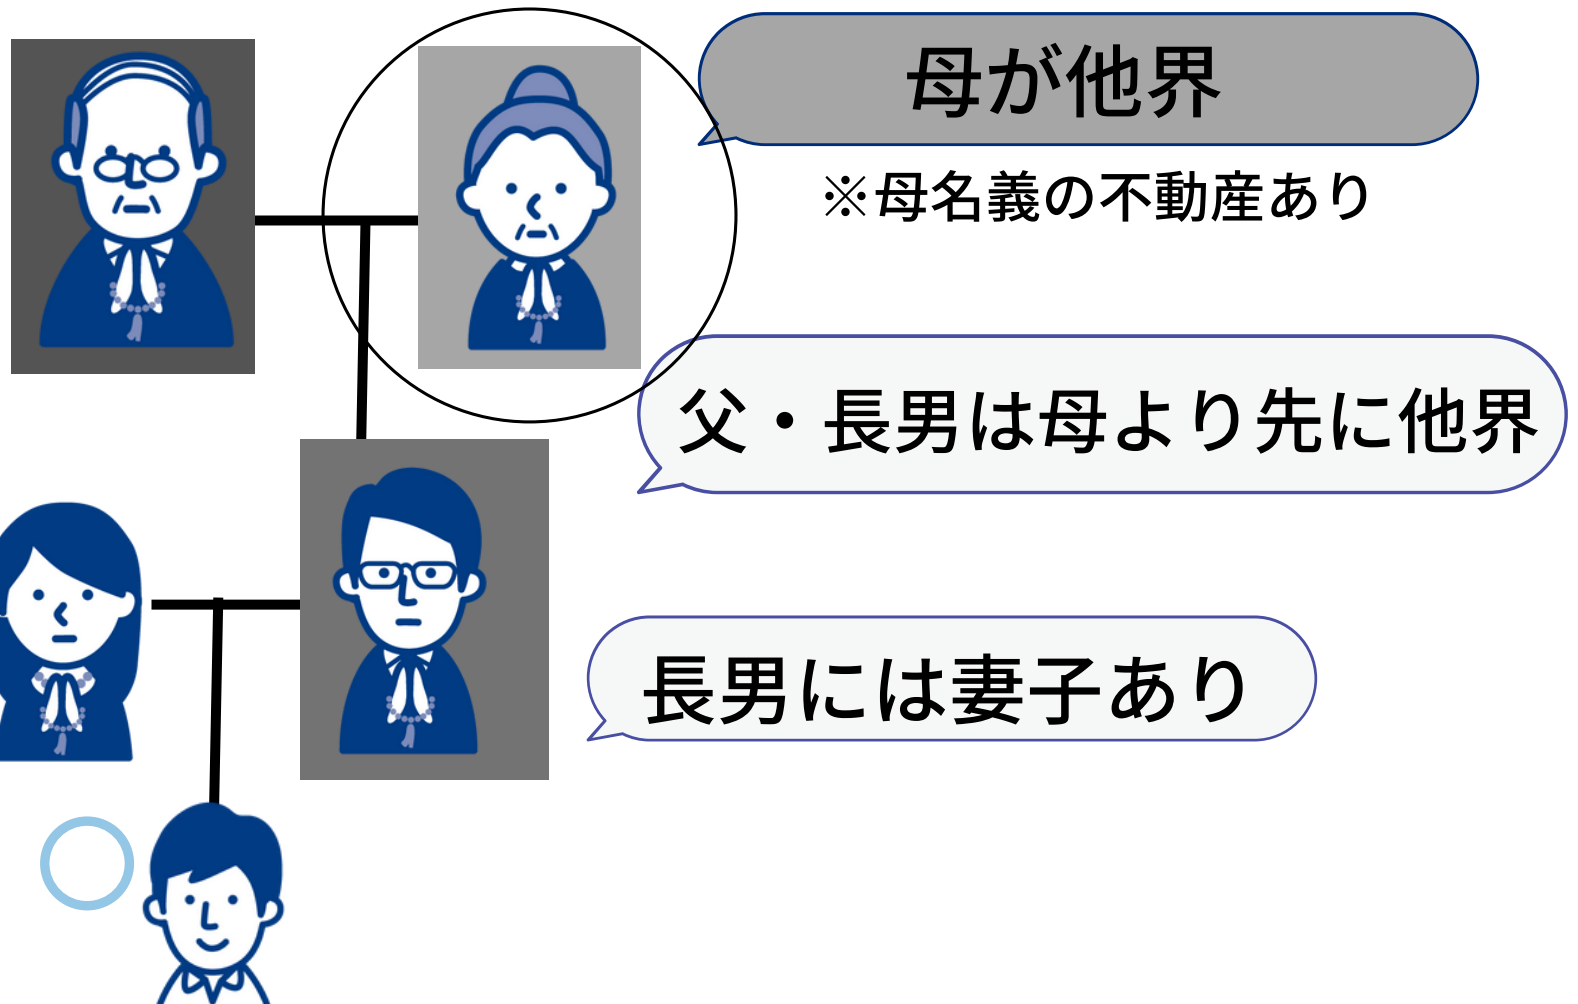 母が他界
※母名義の不動産あり
父・長男は母より先に他界
長男には妻子あり